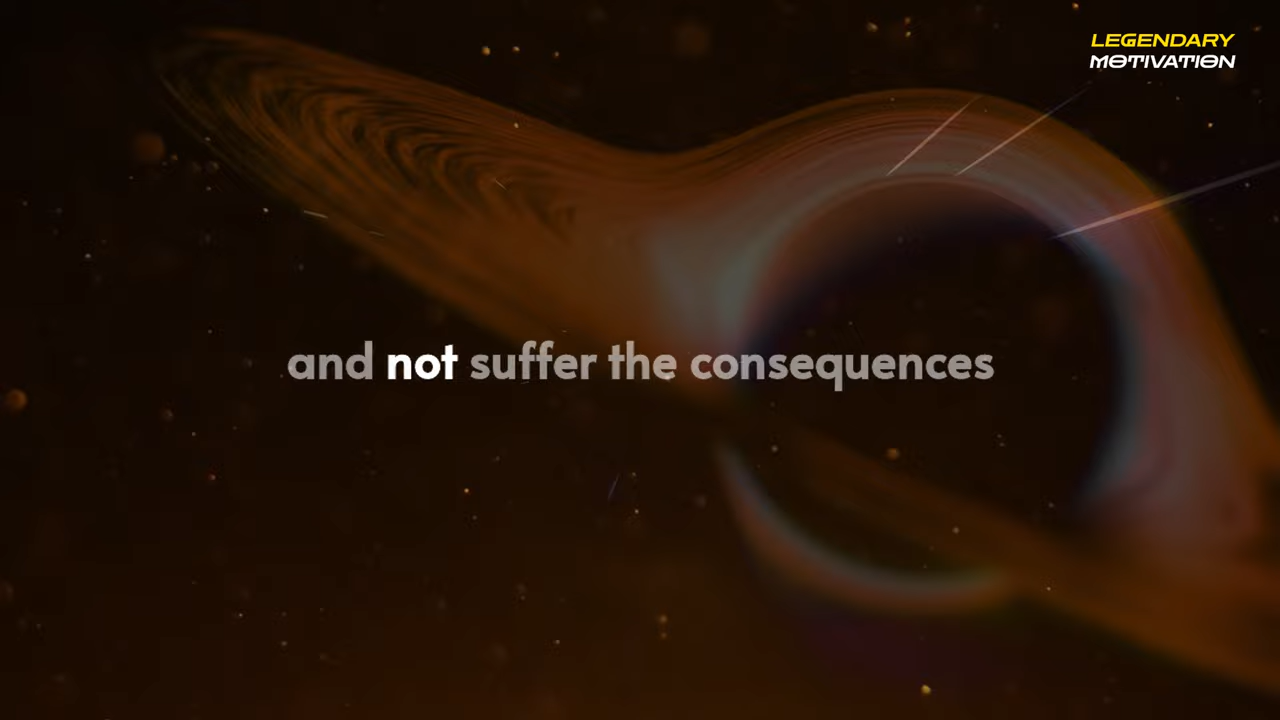 LEGENDARY
MOTIVATION
and not suffer the consequences